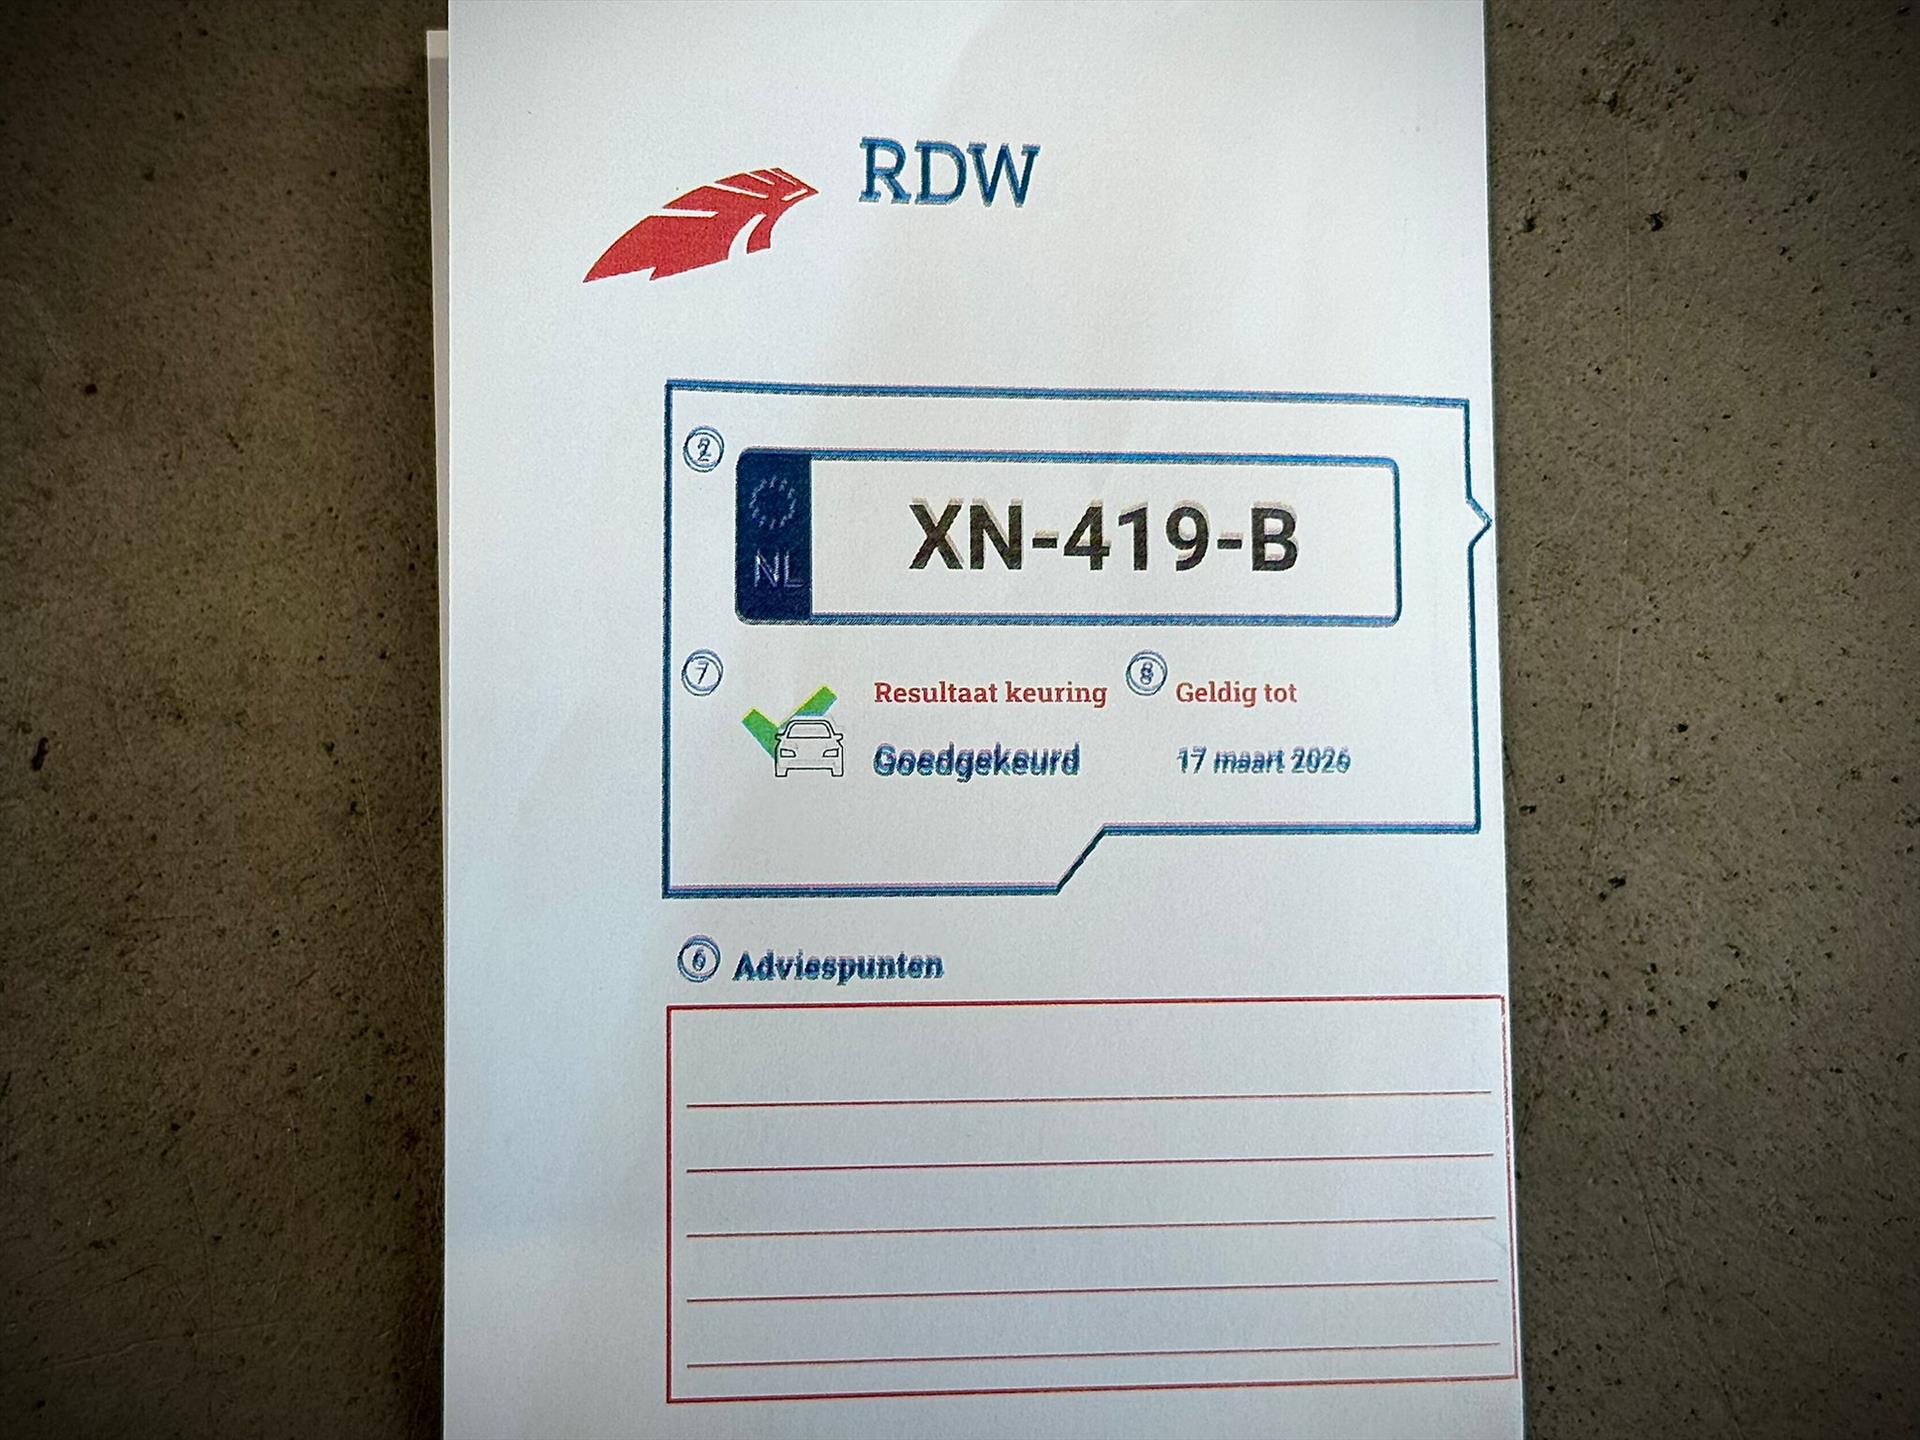 RDW
2
NL
XN-419-B
7
Resultaat keuring
8
Geldig tot
Goedgekeurd
17 maart 2026
6
Adviespunten